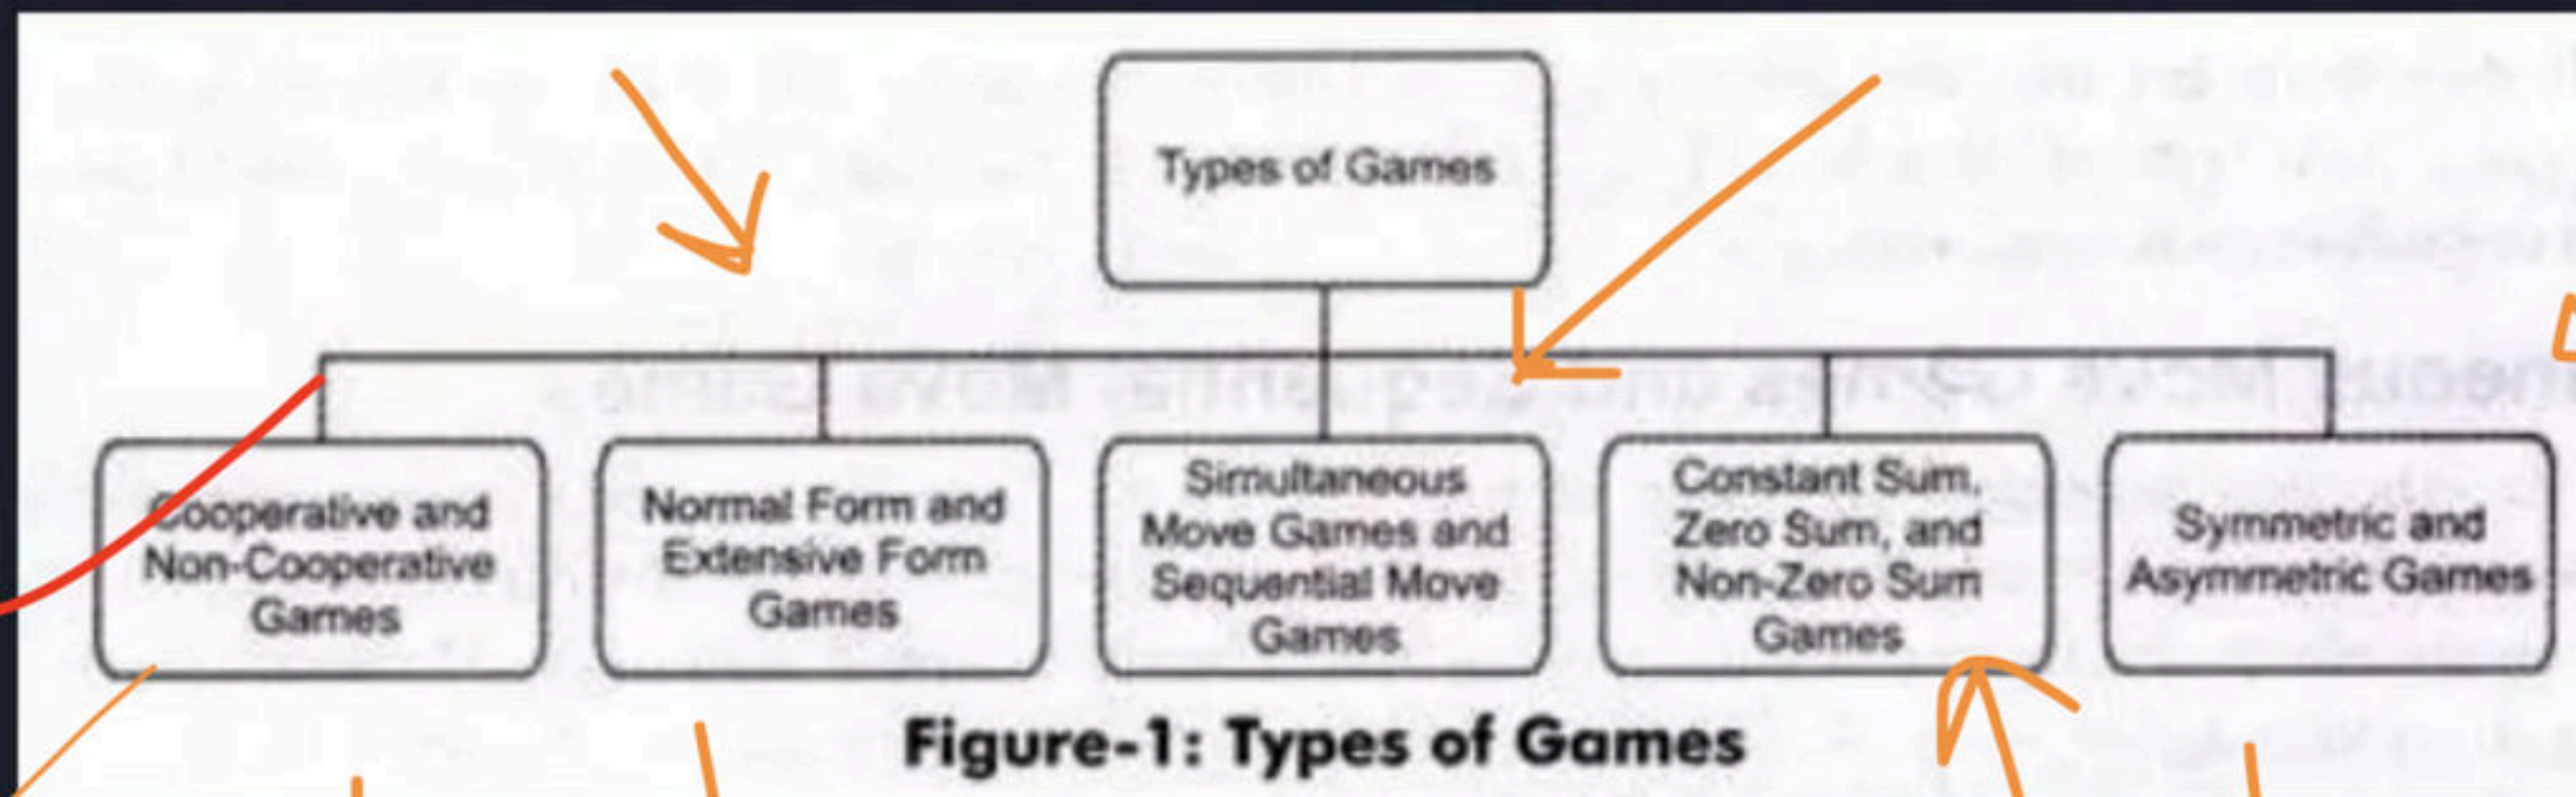 Types of Games
Cooperative and
Non-Cooperative
Games
Normal Form and
Extensive Form
Games
Simultaneous
Move Games and
Sequential Move
Games
Constant Sum,
Zero Sum, and
Non-Zero Sum
Games
Symmetric and
Asymmetric Games
Figure-1: Types of Games